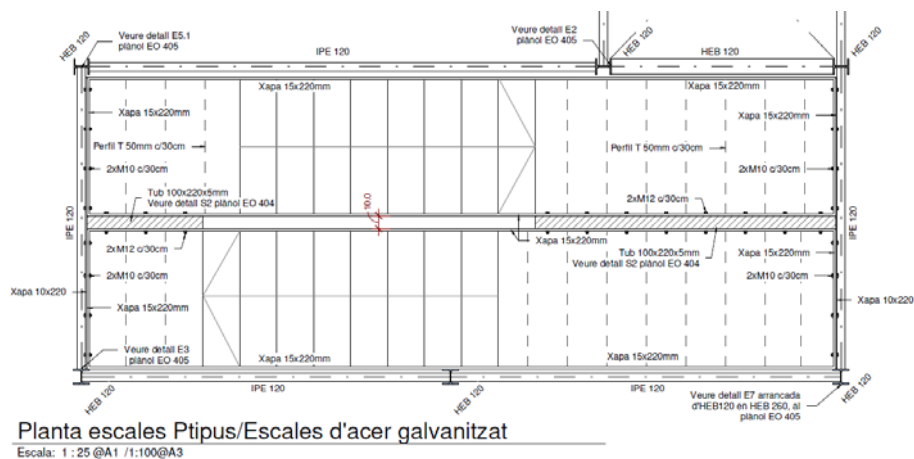 HEB 120
Veure detall E5.1
plànol EO 405
IPE 120
Veure detall E2
plànol EO 405
HEB 120
HEB 120
HEB 120
Xapa 15x220mm
Xapa 15x220mm
Xapa 15x220mm
Xapa 15x220mm
Perfil T 50mm c/30cm
Perfil T 50mm c/30cm
2xM10 c/30cm
2xM10 c/30cm
Tub 100x220x5mm
Veure detall S2 plànol EO 404
10.0
2xM12 c/30cm
IPE 120
IPE 120
2xM12 c/30cm
Xapa 15x220mm
Xapa 15x220mm
Tub 100x220x5mm
Veure detall S2 plànol EO 404
2xM10 c/30cm
2xM10 c/30cm
Xapa 10x220
Xapa 10x220
Xapa 15x220mm
Veure detall E3
plànol EO 405
Xapa 15x220mm
Xapa 15x220mm
HEB 120
IPE 120
HEB 120
IPE 120
HEB 120
Veure detall E7 arrancada
d'HEB120 en HEB 260, al
plànol EO 405
Planta escales Ptipus/Escales d'acer galvanitzat
Escala: 1 : 25 @A1 /1:100@A3